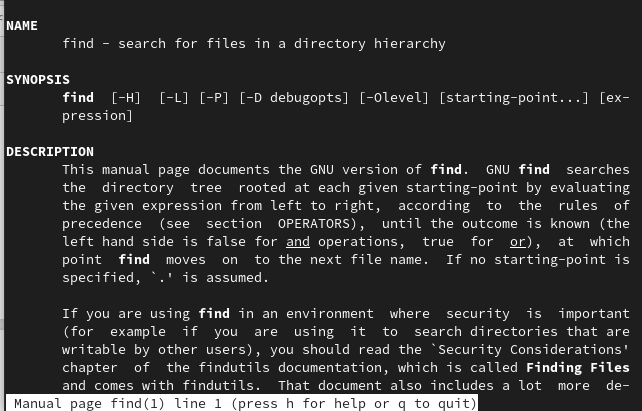 NAME
find - search for files in a directory hierarchy
SYNOPSIS
find [-H] [-L] [-P] [-D debugopts] [-Olevel] [starting-point...] [ex-
pression]
DESCRIPTION
This manual page documents the GNU version of find. GNU find searches
the directory tree rooted at each given starting-point by evaluating
the given expression from left to right, according to the rules of
precedence (see section OPERATORS), until the outcome is known (the
left hand side is false for and operations, true for or), at which
point find moves on to the next file name. If no starting-point is
specified, `.' is assumed.
If you are using find in an environment where security is important
(for example if you are using it to search directories that are
writable by other users), you should read the `Security Considerations'
chapter of the findutils documentation, which is called Finding Files
and comes with findutils. That document also includes a lot more de-
Manual page find(1) line 1 (press h for help or q to quit)